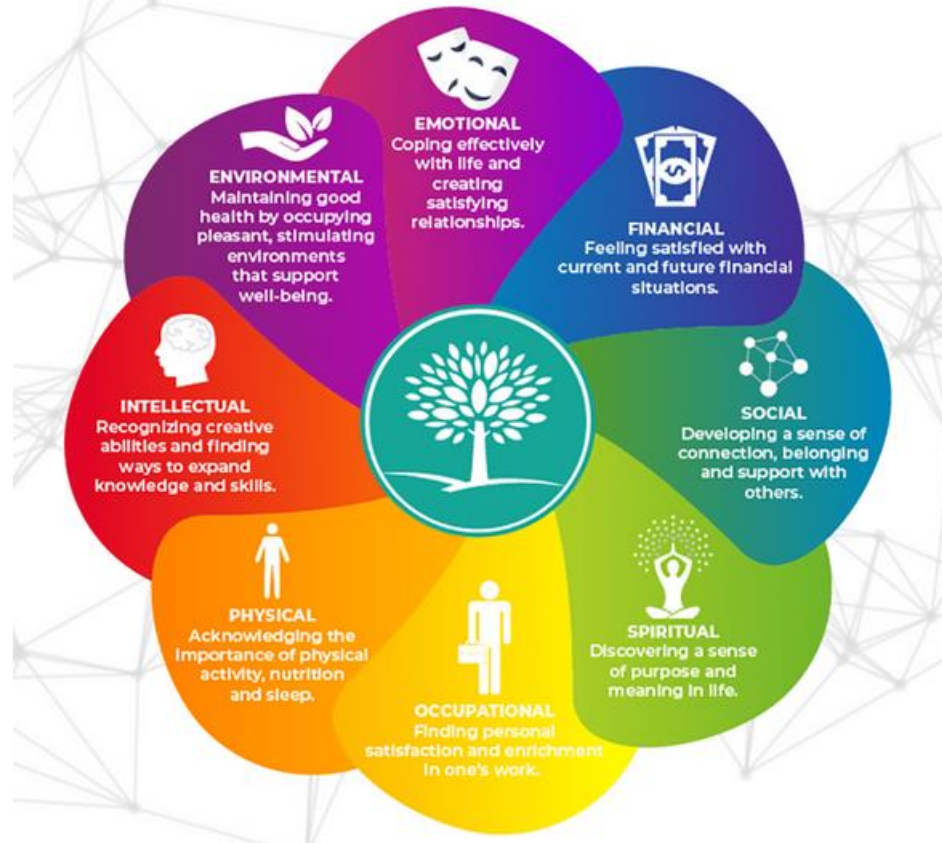 EMOTIONAL
Coping effectively
with life and
creating
satisfying
relationships.
FINANCIAL
Feeling satisfied with
current and future financial
situations.
SOCIAL
Developing a sense of
connection, belonging
and support with
others.
SPIRITUAL
Discovering a sense
of purpose and
meaning in life.
OCCUPATIONAL
Finding personal
satisfaction and enrichment
in one's work.
PHYSICAL
Acknowledging the
importance of physical
activity, nutrition
and sleep.
INTELLECTUAL
Recognizing creative
abilities and finding
ways to expand
knowledge and skills.
ENVIRONMENTAL
Maintaining good
health by occupying
pleasant, stimulating
environments
that support
well-being.